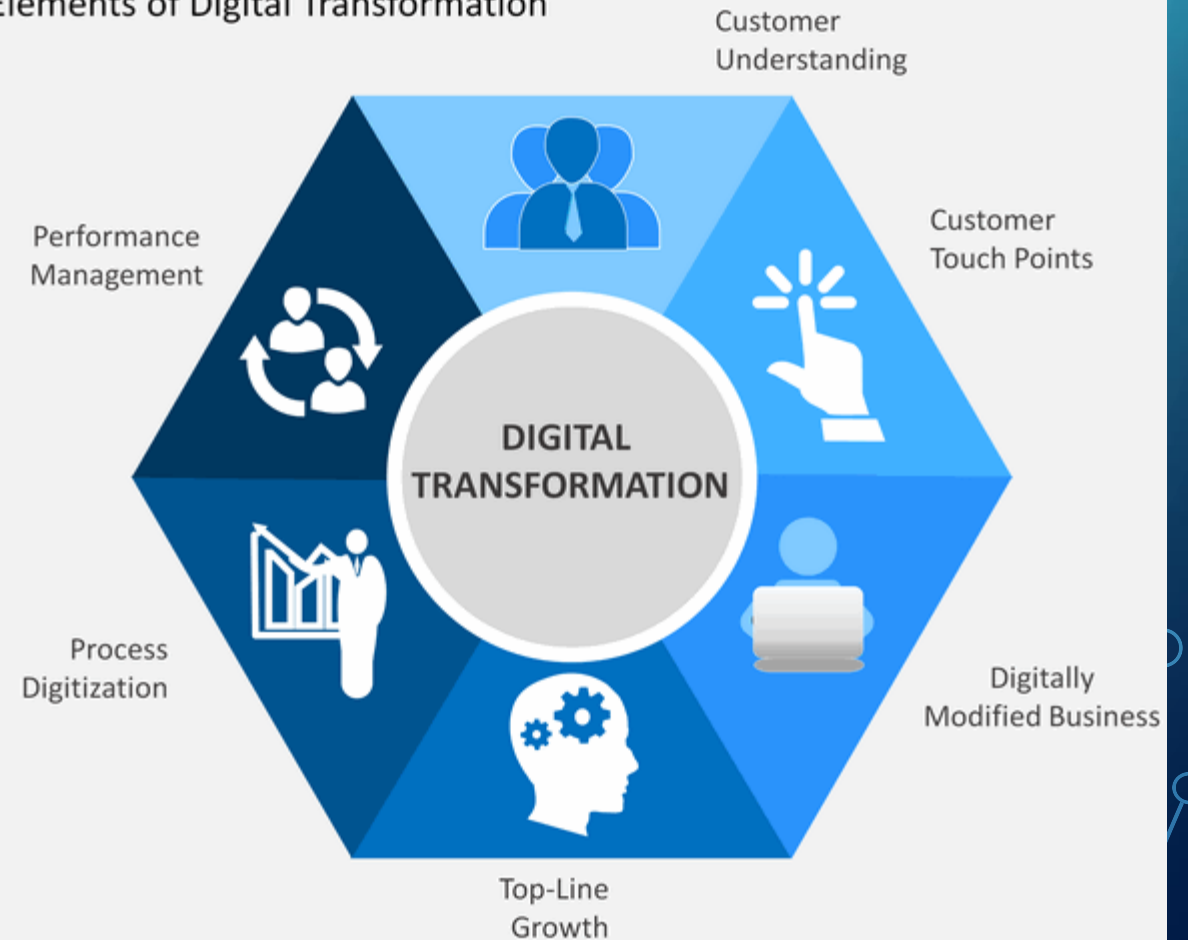 Elements of Digital Transformation
Customer
Understanding
Customer
Touch Points
Digitally
Modified Business
Top-Line
Growth
Process
Digitization
Performance
Management
DIGITAL
TRANSFORMATION